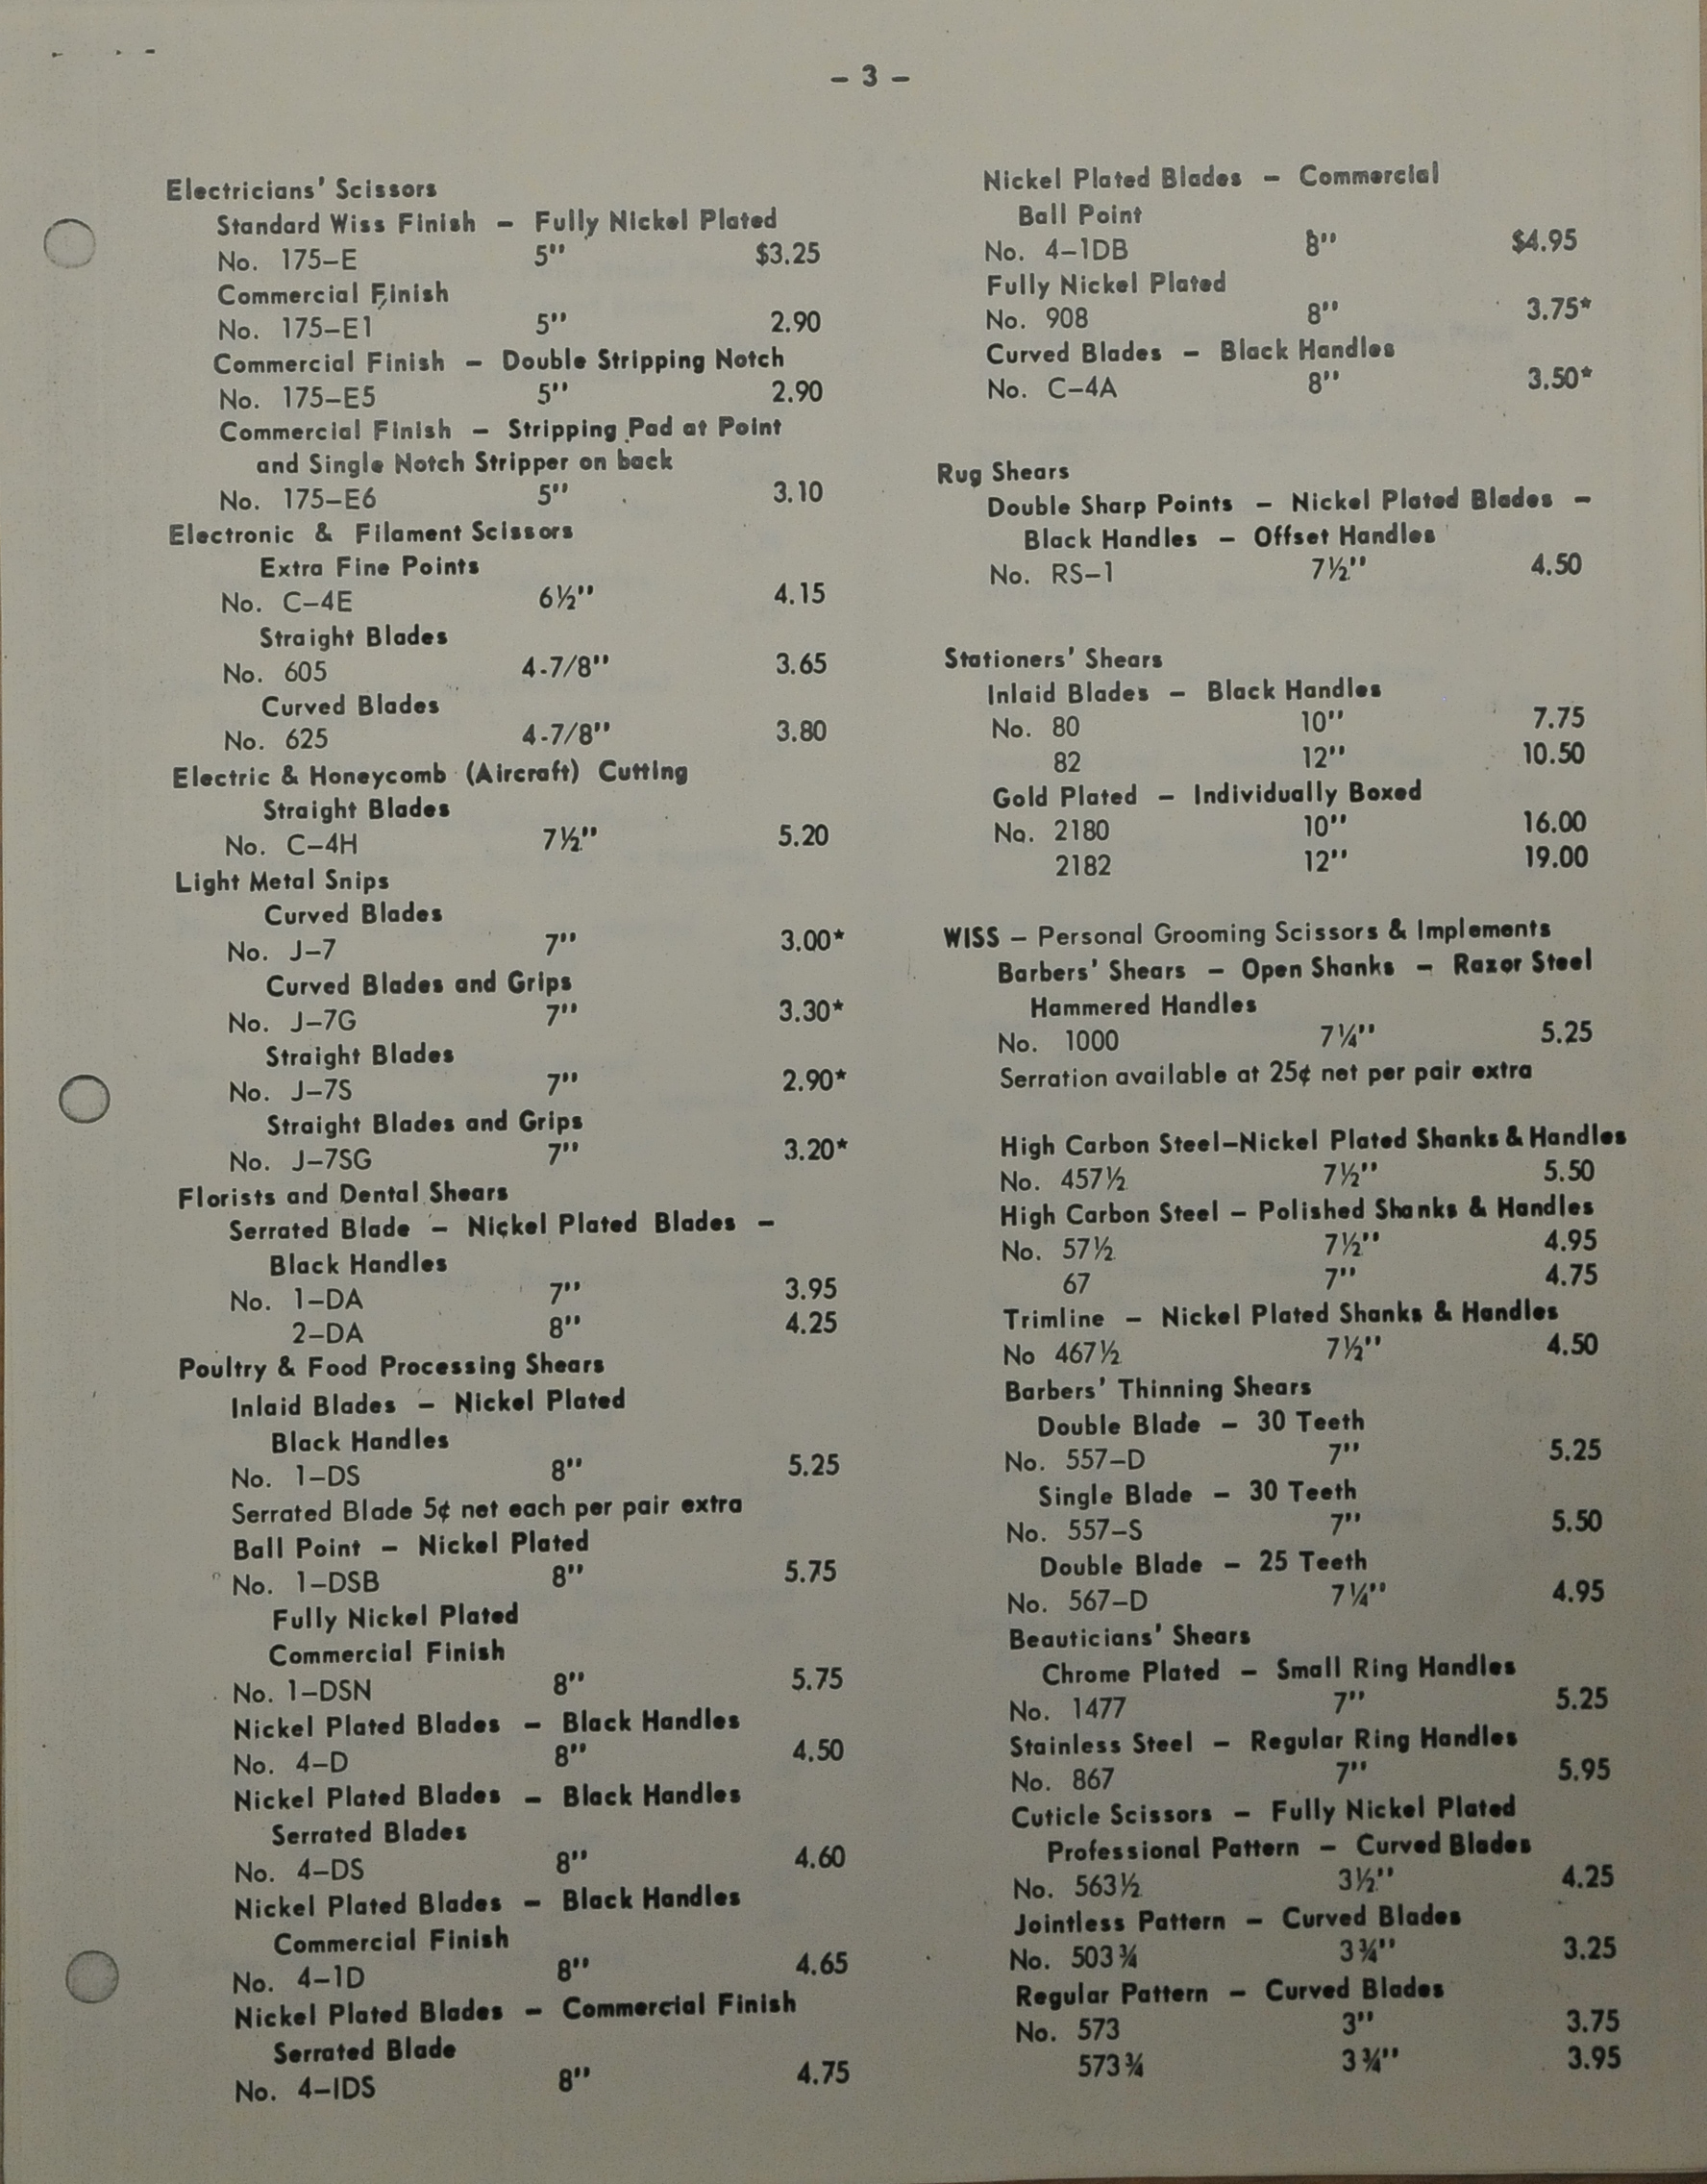 - 3 -
Electricians' Scissors
Standard Wiss Finish - Fully Nickel Plated
No. 175-E 5'' $3.25
Commercial Finish
No. 175-E1 5'' 2.90
Commercial Finish - Double Stripping Notch
No. 175-E5 5'' 2.90
Commercial Finish - Stripping Pad at Point
and Single Notch Stripper on back
No. 175-E6 5'' 3.10
Electronic & Filament Scissors
Extra Fine Points
No. C-4E 6½'' 4.15
Straight Blades
No. 605 4-7/8'' 3.65
Curved Blades
No. 625 4-7/8'' 3.80
Electric & Honeycomb (Aircraft) Cutting
Straight Blades
No. C-4H 7½'' 5.20
Light Metal Snips
Curved Blades
No. J-7 7'' 3.00*
Curved Blades and Grips
No. J-7G 7'' 3.30*
Straight Blades
No. J-7S 7'' 2.90*
Straight Blades and Grips
No. J-7SG 7'' 3.20*
Florists and Dental Shears
Serrated Blade - Nickel Plated Blades -
Black Handles
No. 1-DA 7'' 3.95
2-DA 8'' 4.25
Poultry & Food Processing Shears
Inlaid Blades - Nickel Plated
Black Handles
No. 1-DS 8'' 5.25
Serrated Blade 5¢ net each per pair extra
Ball Point - Nickel Plated
No. 1-DSB 8'' 5.75
Fully Nickel Plated
Commercial Finish
No. 1-DSN 8'' 5.75
Nickel Plated Blades - Black Handles
No. 4-D 8'' 4.50
Nickel Plated Blades - Black Handles
Serrated Blades
No. 4-DS 8'' 4.60
Nickel Plated Blades - Black Handles
Commercial Finish
No. 4-1D 8'' 4.65
Nickel Plated Blades - Commercial Finish
Serrated Blade
No. 4-IDS 8'' 4.75
Nickel Plated Blades - Commercial
Ball Point
No. 4-1DB 8'' $4.95
Fully Nickel Plated
No. 908 8'' 3.75*
Curved Blades - Black Handles
No. C-4A 8'' 3.50*
Rug Shears
Double Sharp Points - Nickel Plated Blades -
Black Handles - Offset Handles
No. RS-1 7½'' 4.50
Stationers' Shears
Inlaid Blades - Black Handles
No. 80 10'' 7.75
82 12'' 10.50
Gold Plated - Individually Boxed
No. 2180 10'' 16.00
2182 12'' 19.00
WISS - Personal Grooming Scissors & Implements
Barbers' Shears - Open Shanks - Razor Steel
Hammered Handles
No. 1000 7¼'' 5.25
Serration available at 25¢ net per pair extra
High Carbon Steel-Nickel Plated Shanks & Handles
No. 457½ 7½'' 5.50
High Carbon Steel - Polished Shanks & Handles
No. 57½ 7½'' 4.95
67 7'' 4.75
Trimline - Nickel Plated Shanks & Handles
No 467½ 7½'' 4.50
Barbers' Thinning Shears
Double Blade - 30 Teeth
No. 557-D 7'' 5.25
Single Blade - 30 Teeth
No. 557-S 7'' 5.50
Double Blade - 25 Teeth
No. 567-D 7¼'' 4.95
Beauticians' Shears
Chrome Plated - Small Ring Handles
No. 1477 7'' 5.25
Stainless Steel - Regular Ring Handles
No. 867 7'' 5.95
Cuticle Scissors - Fully Nickel Plated
Professional Pattern - Curved Blades
No. 563½ 3½'' 4.25
Jointless Pattern - Curved Blades
No. 503¾ 3¾'' 3.25
Regular Pattern - Curved Blades
No. 573 3'' 3.75
573¾ 3¾'' 3.95